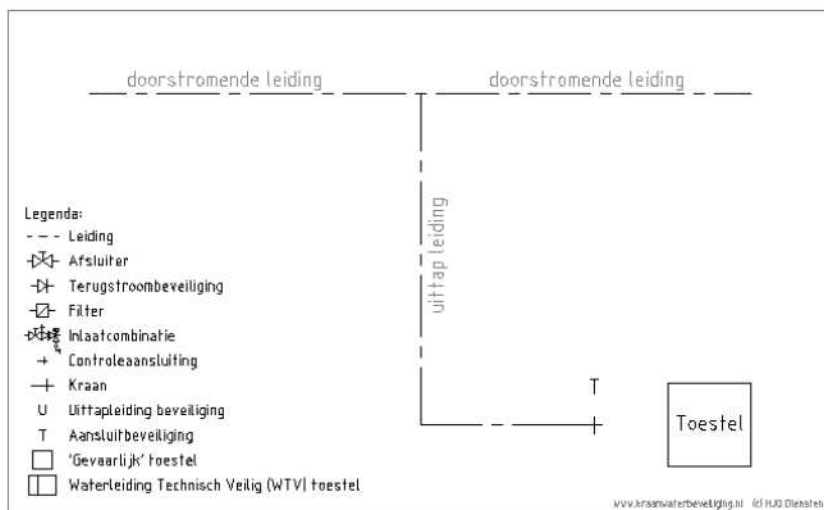 doorstromende leiding doorstromende leiding
uittap leiding
Legenda:
Leiding
Afsluiter
Terugstroombeveiliging
Filter
Inlaatcombinatie
Controleaansluiting
Kraan
U Uittapleiding beveiliging
T Aansluitbeveiliging
'Gevaarlijk' toestel
Waterleiding Technisch Veilig (WTV) toestel
T
Toestel
www.kraanwaterbeveiliging.nl (c) HJG Diensten